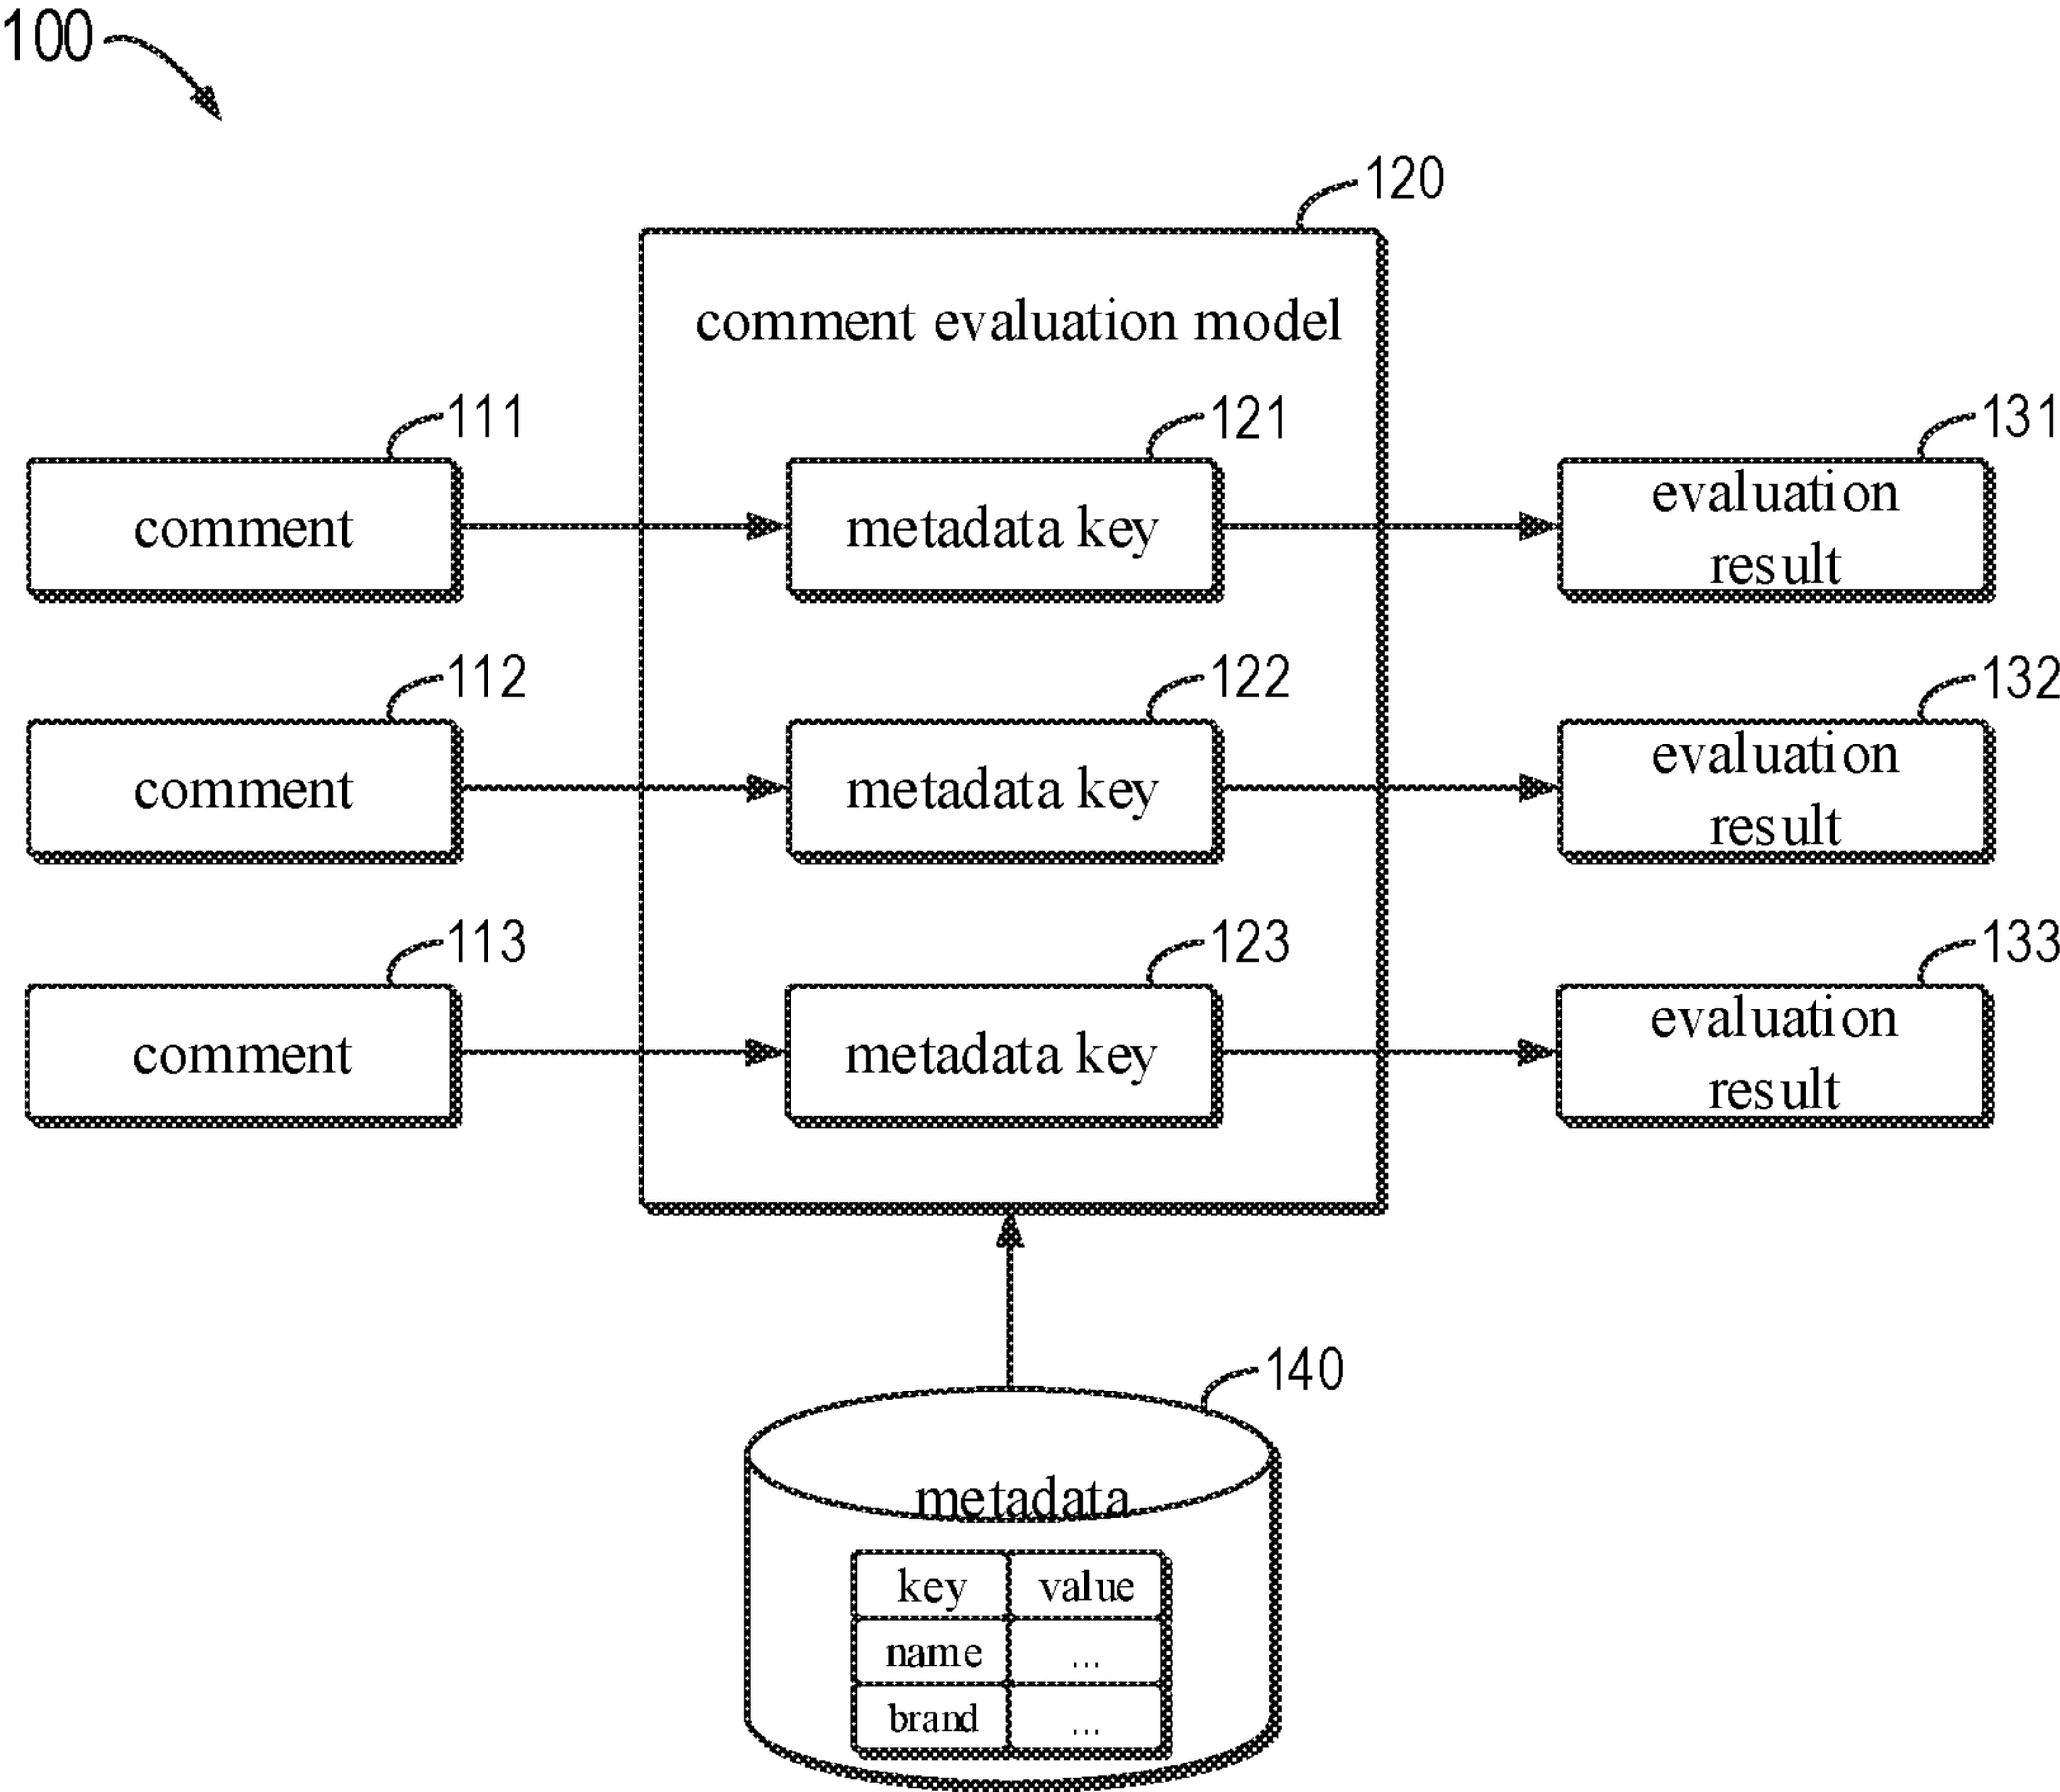 100
120
comment evaluation model
111
121
131
comment
metadata key
evaluation
result
112
122
132
comment
metadata key
evaluation
result
113
123
133
comment
metadata key
evaluation
result
140
metadata
key value
name ...
brand ...